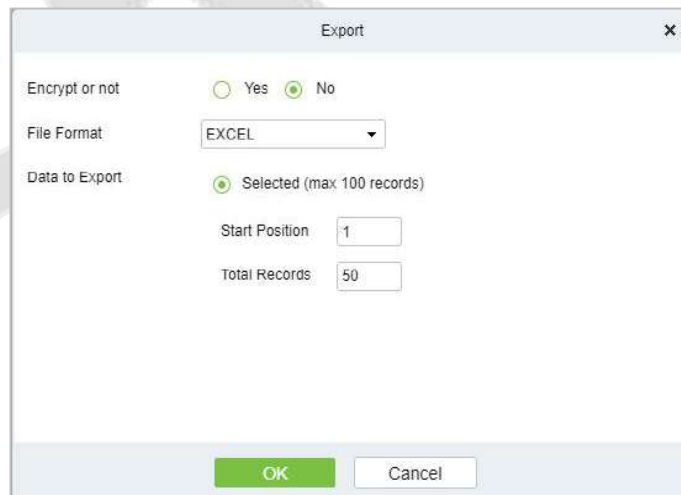 Export
Encrypt or not Yes No
File Format EXCEL
Data to Export Selected (max 100 records)
Start Position 1
Total Records 50
OK Cancel